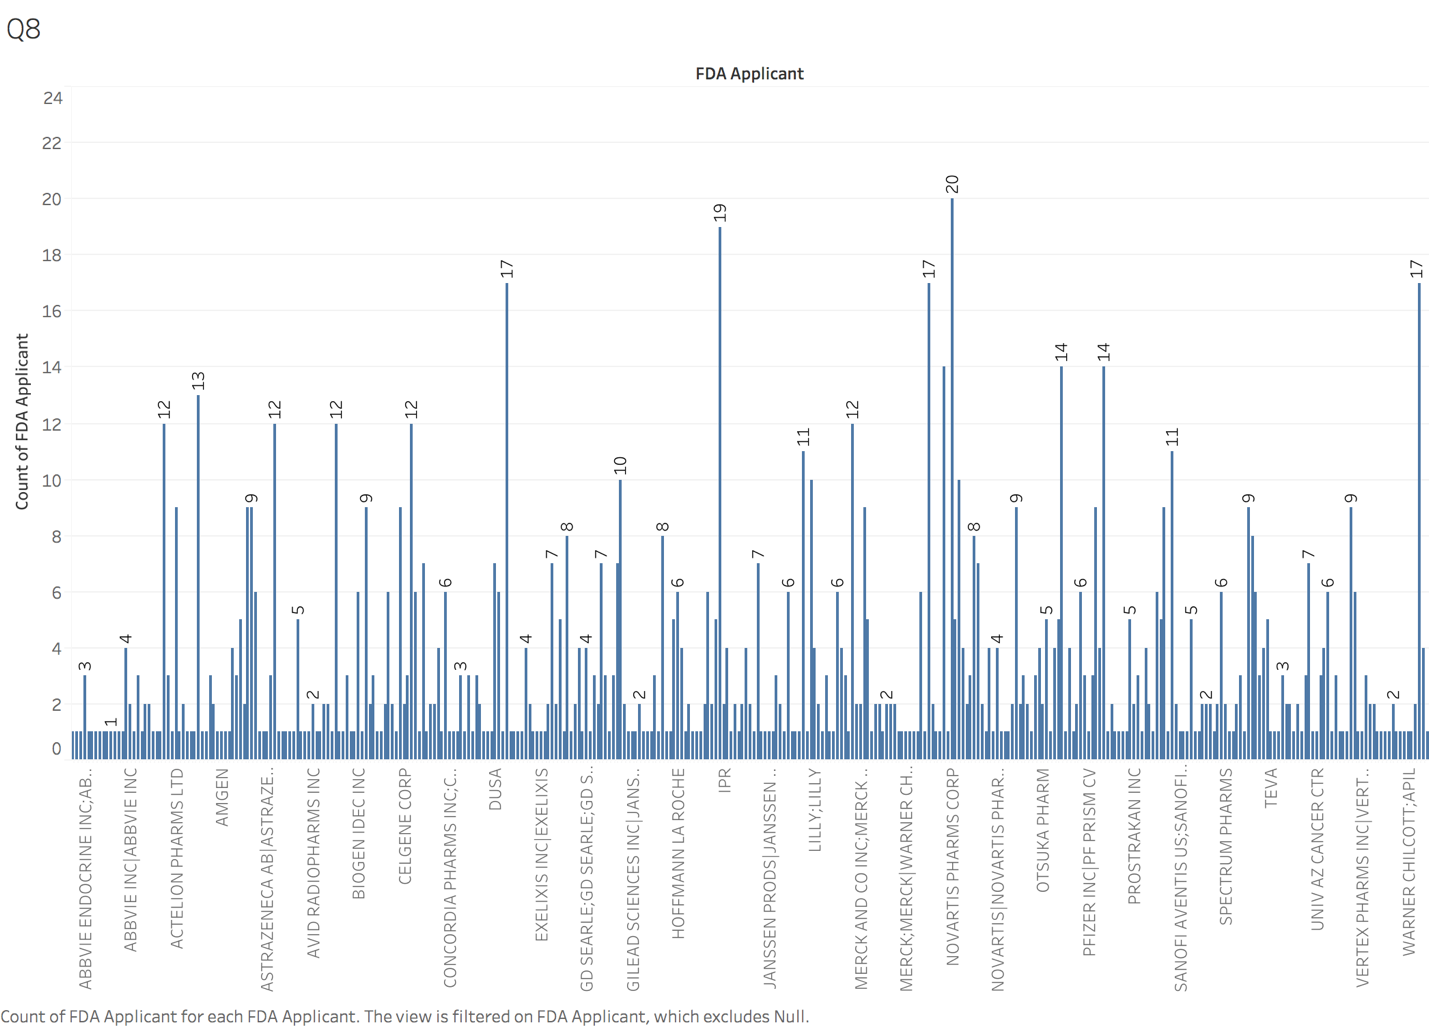 Q8
FDA Applicant
Count of FDA Applicant
24
22
20
18
16
14
12
10
8
6
4
2
0
3
1
4
12
13
9
12
5
2
12
9
12
6
3
17
4
7
8
4
7
10
2
8
6
19
7
6
11
6
12
2
17
20
8
4
9
5
14
6
14
5
11
5
2
6
9
3
7
6
9
2
17
ABBVIE ENDOCRINE INC;AB..
ABBVIE INC|ABBVIE INC
ACTELION PHARMS LTD
AMGEN
ASTRAZENECA AB|ASTRAZE..
AVID RADIOPHARMS INC
BIOGEN IDEC INC
CELGENE CORP
CONCORDIA PHARMS INC;C..
DUSA
EXELIXIS INC|EXELIXIS
GD SEARLE;GD SEARLE;GD S..
GILEAD SCIENCES INC|JANS..
HOFFMANN LA ROCHE
IPR
JANSSEN PRODS|JANSSEN ..
LILLY;LILLY
MERCK AND CO INC;MERCK..
MERCK;MERCK|WARNER CH..
NOVARTIS PHARMS CORP
NOVARTIS|NOVARTIS PHAR..
OTSUKA PHARM
PFIZER INC|PF PRISM CV
PROSTRAKAN INC
SANOFI AVENTIS US;SANOFI..
SPECTRUM PHARMS
TEVA
UNIV AZ CANCER CTR
VERTEX PHARMS INC|VERT..
WARNER CHILCOTT;APIL
Count of FDA Applicant for each FDA Applicant. The view is filtered on FDA Applicant, which excludes Null.